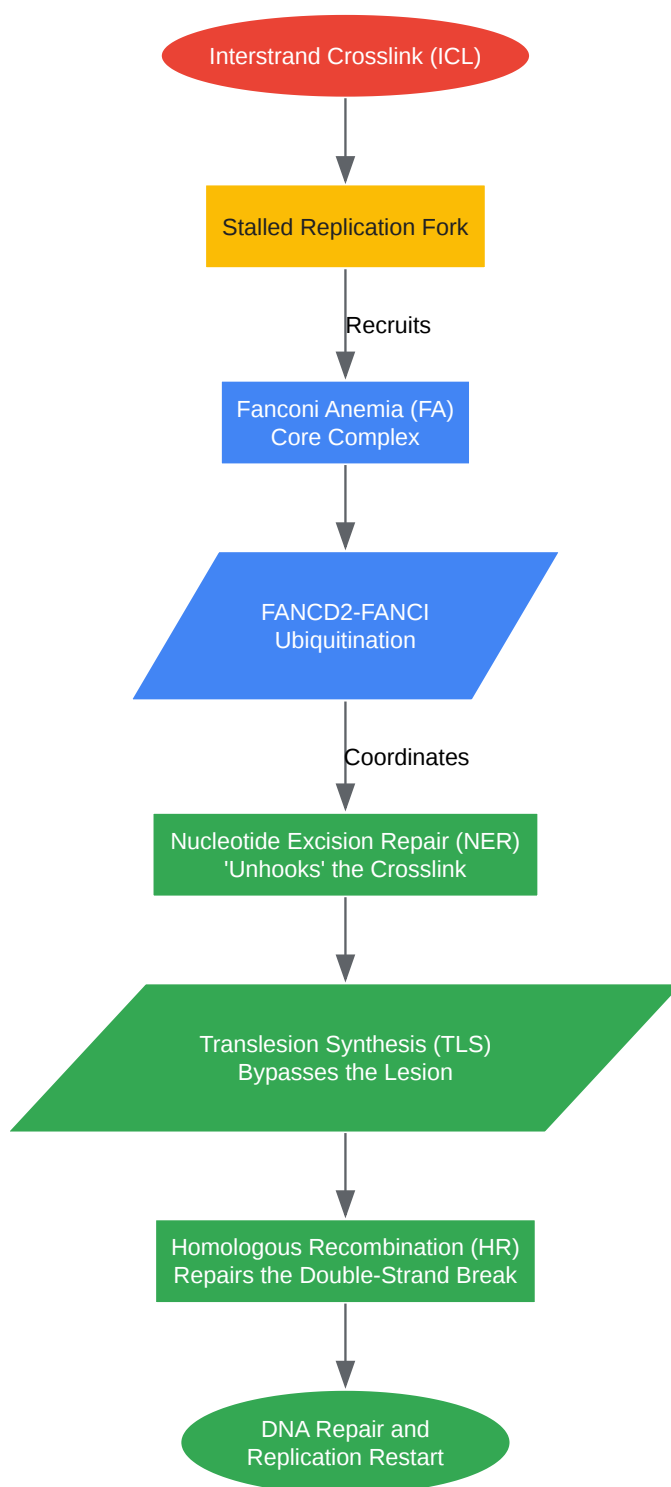 Interstrand Crosslink (ICL)
Stalled Replication Fork
Recruits
Fanconi Anemia (FA)
Core Complex
FANCD2-FANCI
Ubiquitination
Coordinates
Nucleotide Excision Repair (NER)
'Unhooks' the Crosslink
Translesion Synthesis (TLS)
Bypasses the Lesion
Homologous Recombination (HR)
Repairs the Double-Strand Break
DNA Repair and
Replication Restart